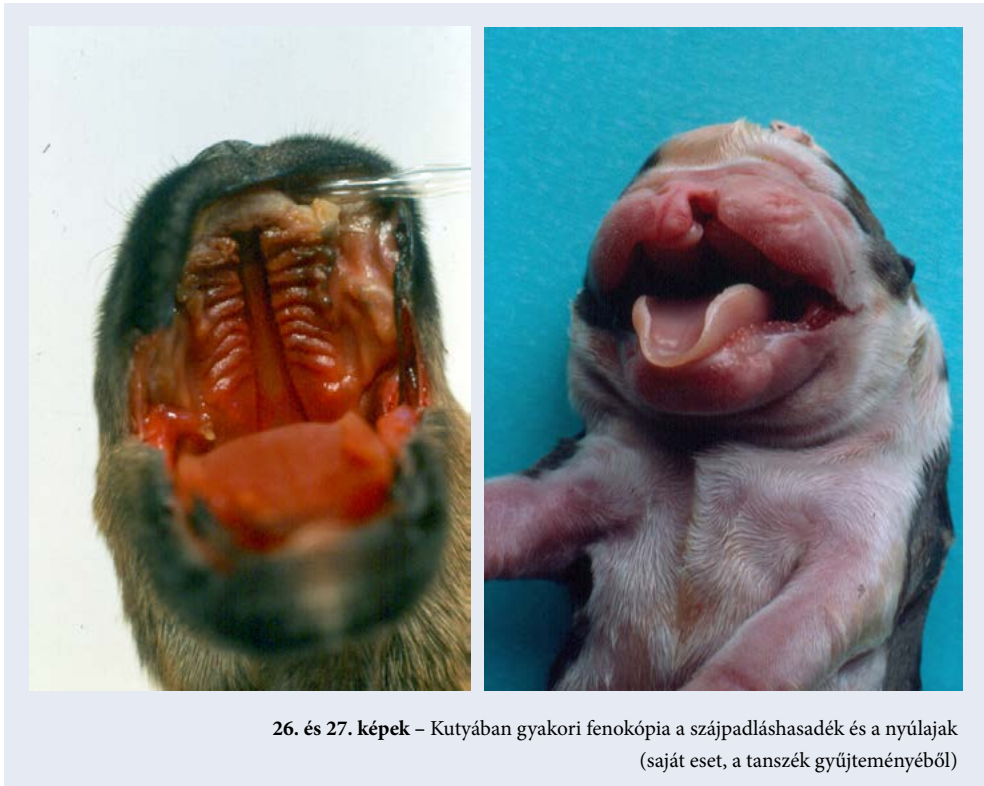 26. és 27. képek – Kutyában gyakori fenokópia a szájpadláshasadék és a nyúlajak
(saját eset, a tanszék gyűjteményéből)